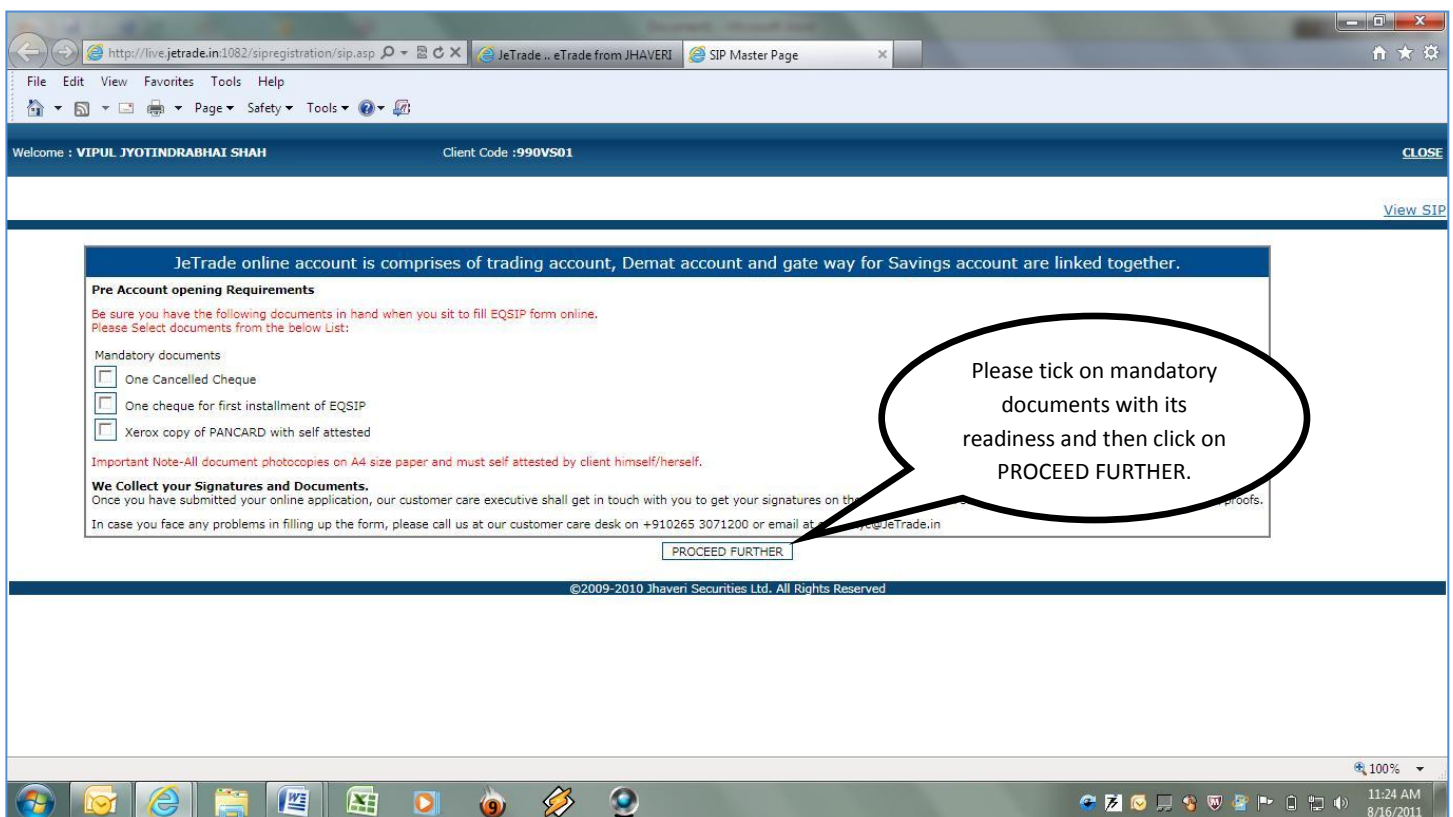 http://live.jetrade.in:1082/sipregistration/sip.asp
JeTrade .. eTrade from JHAVERI
SIP Master Page
File Edit View Favorites Tools Help
Page Safety Tools
Welcome : VIPUL JYOTINDRABHAI SHAH
Client Code :990VS01
CLOSE
View SIP
JeTrade online account is comprises of trading account, Demat account and gate way for Savings account are linked together.
Pre Account opening Requirements
Be sure you have the following documents in hand when you sit to fill EQSIP form online.
Please Select documents from the below List:
Mandatory documents
One Cancelled Cheque
One cheque for first installment of EQSIP
Xerox copy of PANCARD with self attested
Important Note-All document photocopies on A4 size paper and must self attested by client himself/herself.
We Collect your Signatures and Documents.
Once you have submitted your online application, our customer care executive shall get in touch with you to get your signatures on the proofs.
In case you face any problems in filling up the form, please call us at our customer care desk on +910265 3071200 or email at
PROCEED FURTHER
Please tick on mandatory
documents with its
readiness and then click on
PROCEED FURTHER.
©2009-2010 Jhaveri Securities Ltd. All Rights Reserved
100%
11:24 AM
8/16/2011